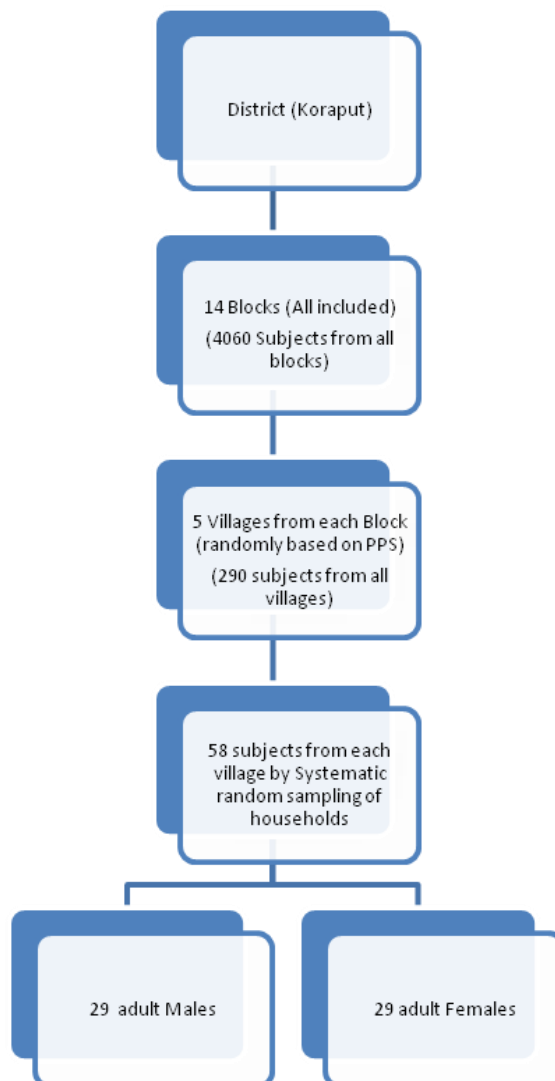 District (Koraput)
14 Blocks (All included)
(4060 Subjects from all
blocks)
5 Villages from each Block
(randomly based on PPS)
(290 subjects from all
villages)
58 subjects from each
village by Systematic
random sampling of
households
29 adult Males
29 adult Females